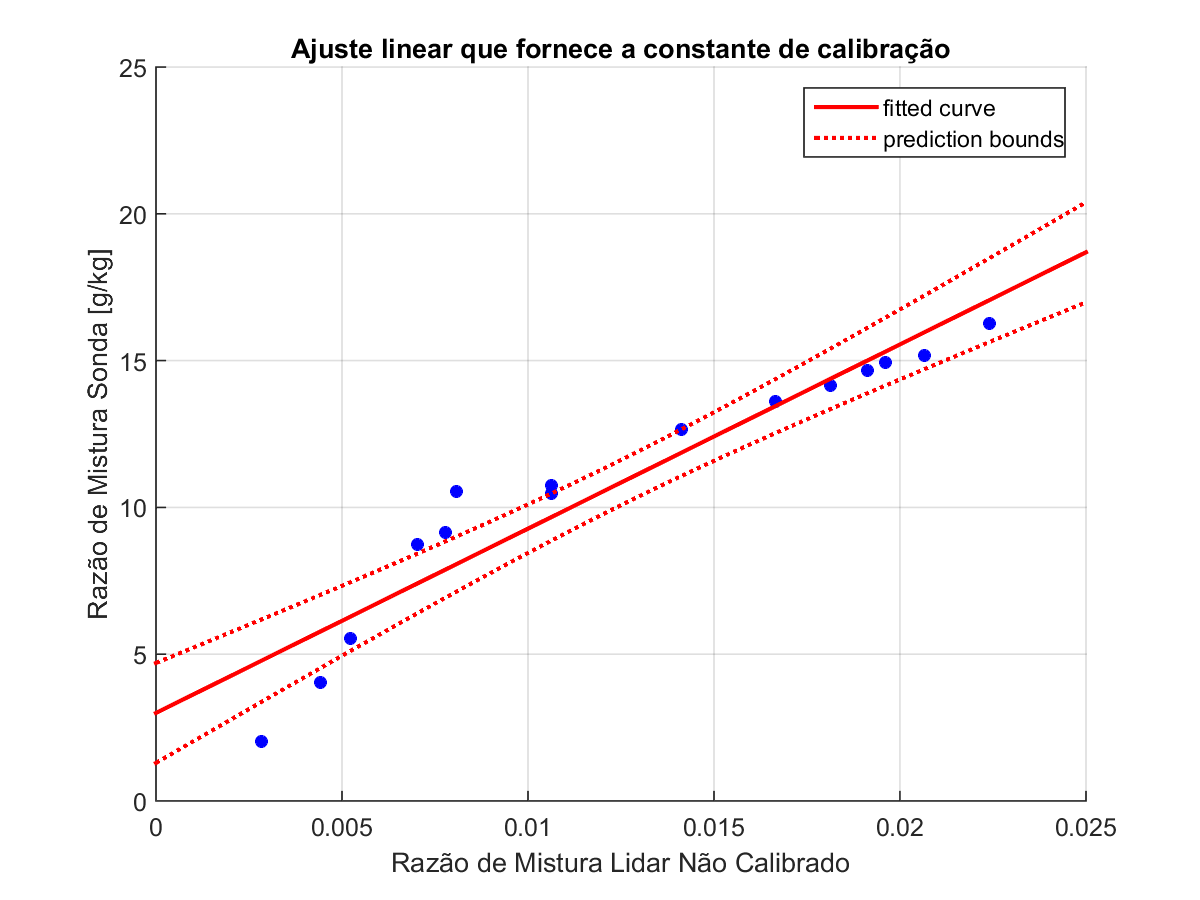 Ajuste linear que fornece a constante de calibração
25
fitted curve
prediction bounds
20
15
10
5
0
Razão de Mistura Sonda [g/kg]
0
0.005
0.01
0.015
0.02
0.025
Razão de Mistura Lidar Não Calibrado